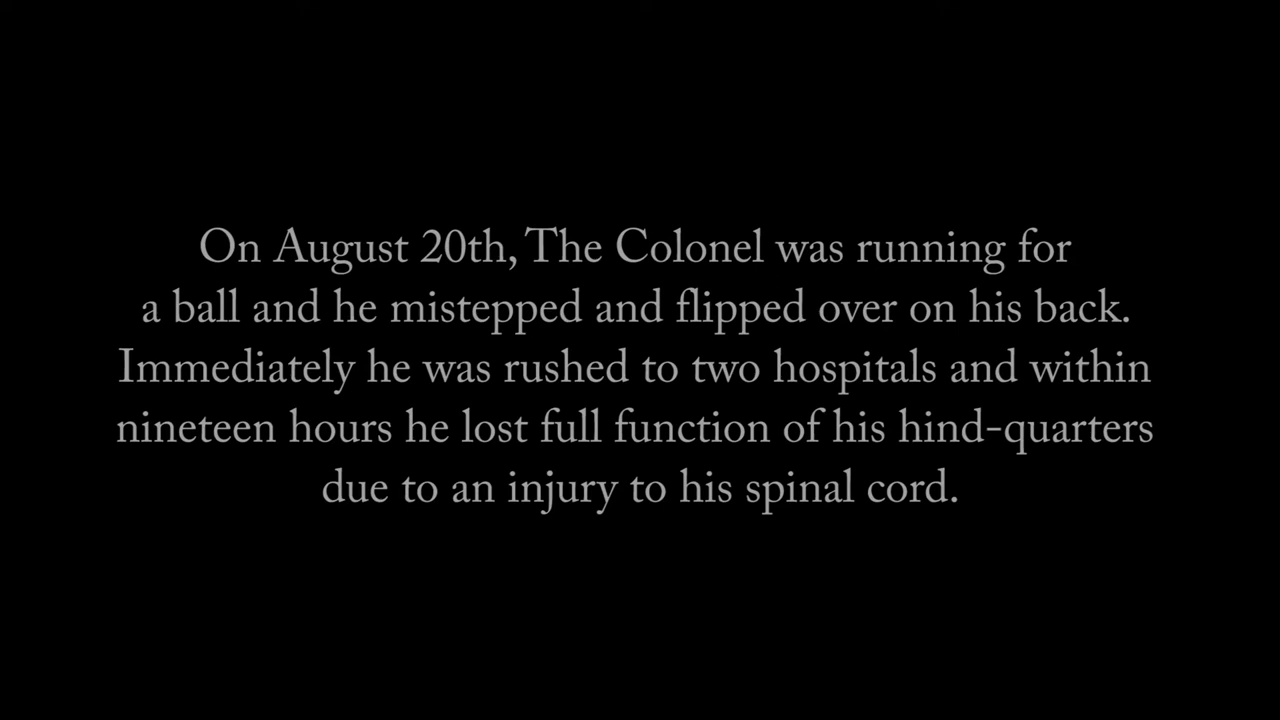 On August 20th, The Colonel was running for
a ball and he mistepped and flipped over on his back.
Immediately he was rushed to two hospitals and within
nineteen hours he lost full function of his hind-quarters
due to an injury to his spinal cord.